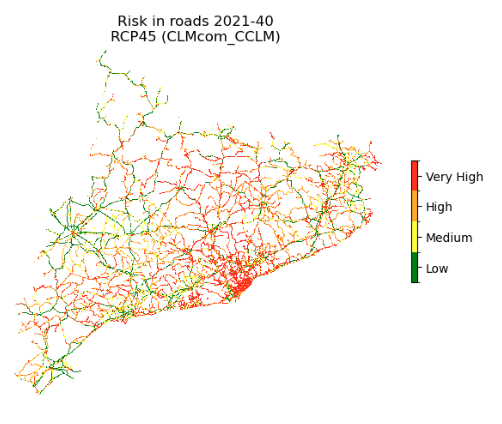 Risk in roads 2021-40
RCP45 (CLMcom_CCLM)
Very High
High
Medium
Low